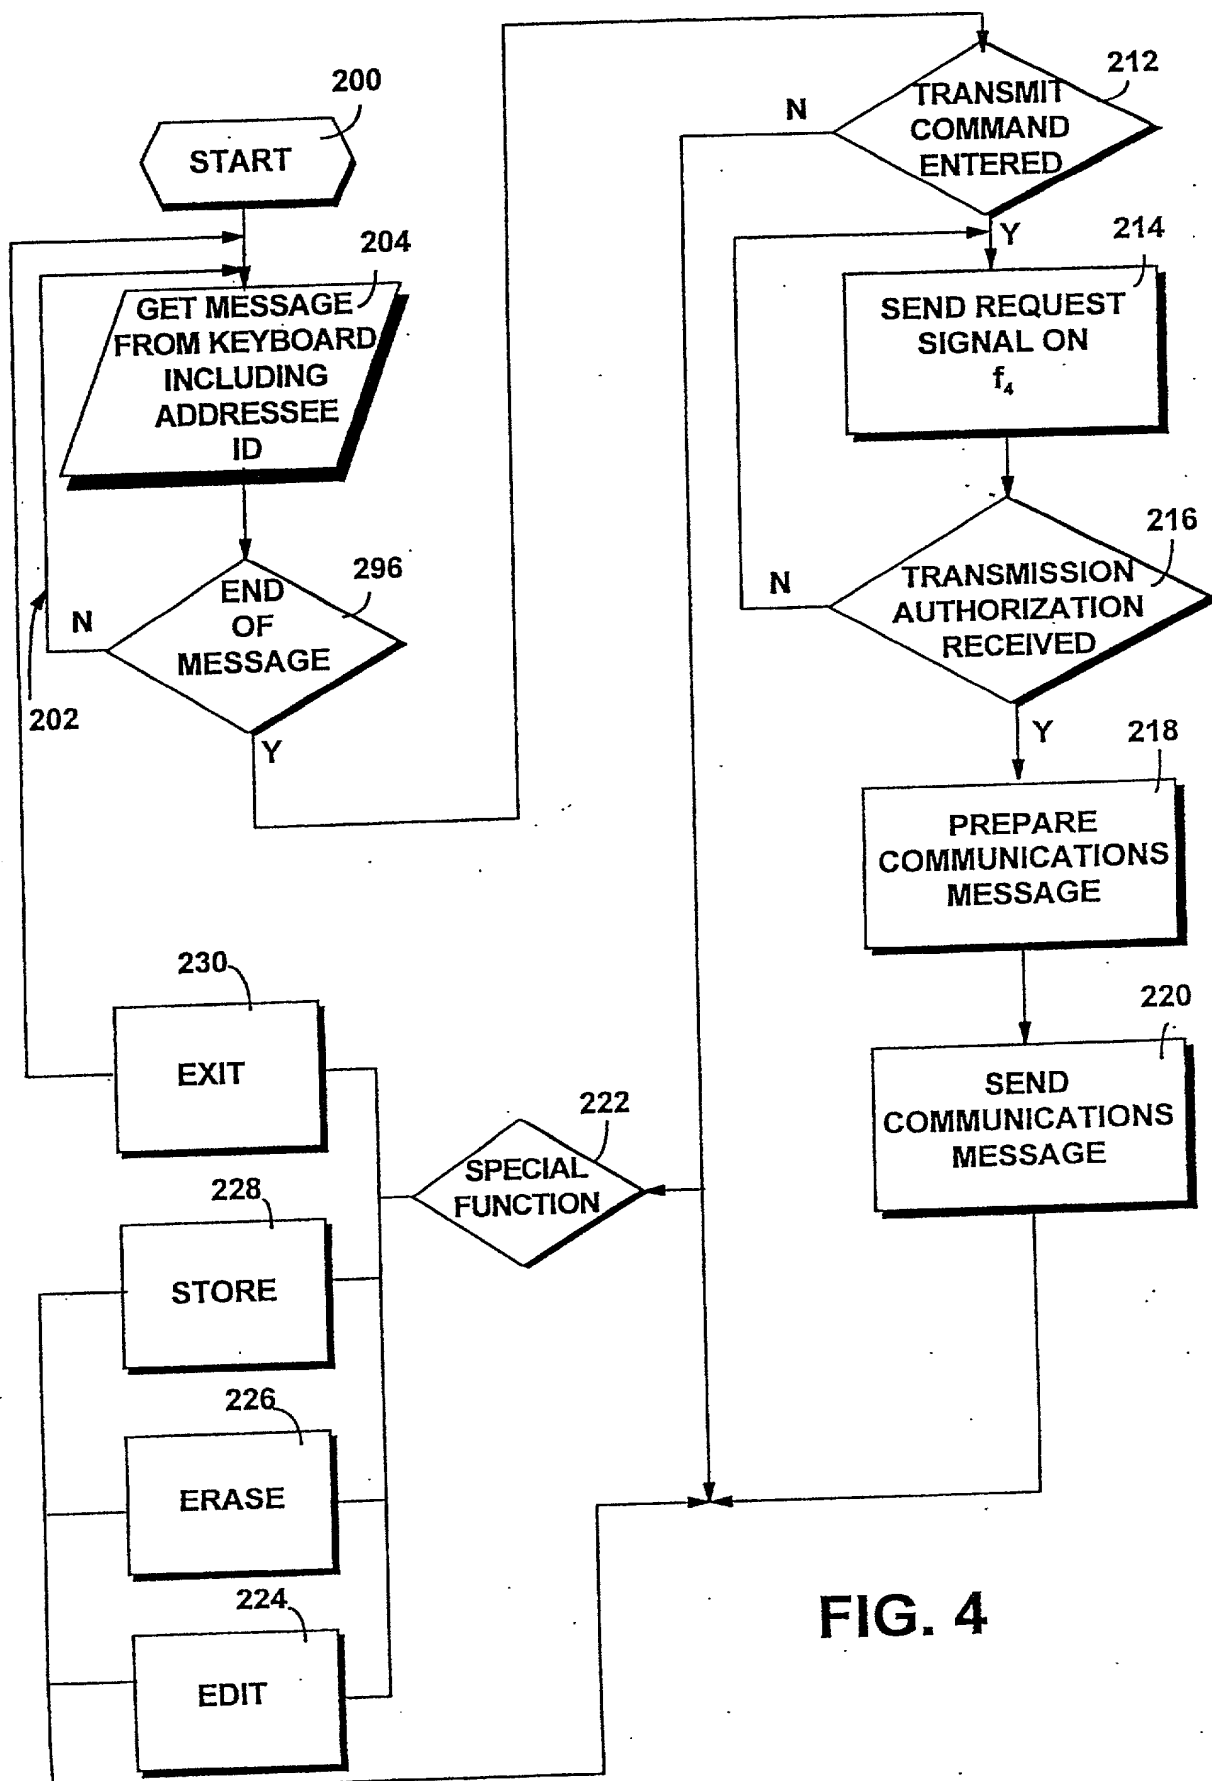 200
START
204
GET MESSAGE
FROM KEYBOARD
INCLUDING
ADDRESSEE
ID
296
END
OF
MESSAGE
N
Y
202
212
TRANSMIT
COMMAND
ENTERED
N
Y
214
SEND REQUEST
SIGNAL ON
f₄
216
TRANSMISSION
AUTHORIZATION
RECEIVED
N
Y
218
PREPARE
COMMUNICATIONS
MESSAGE
220
SEND
COMMUNICATIONS
MESSAGE
222
SPECIAL
FUNCTION
230
EXIT
228
STORE
226
ERASE
224
EDIT
FIG. 4